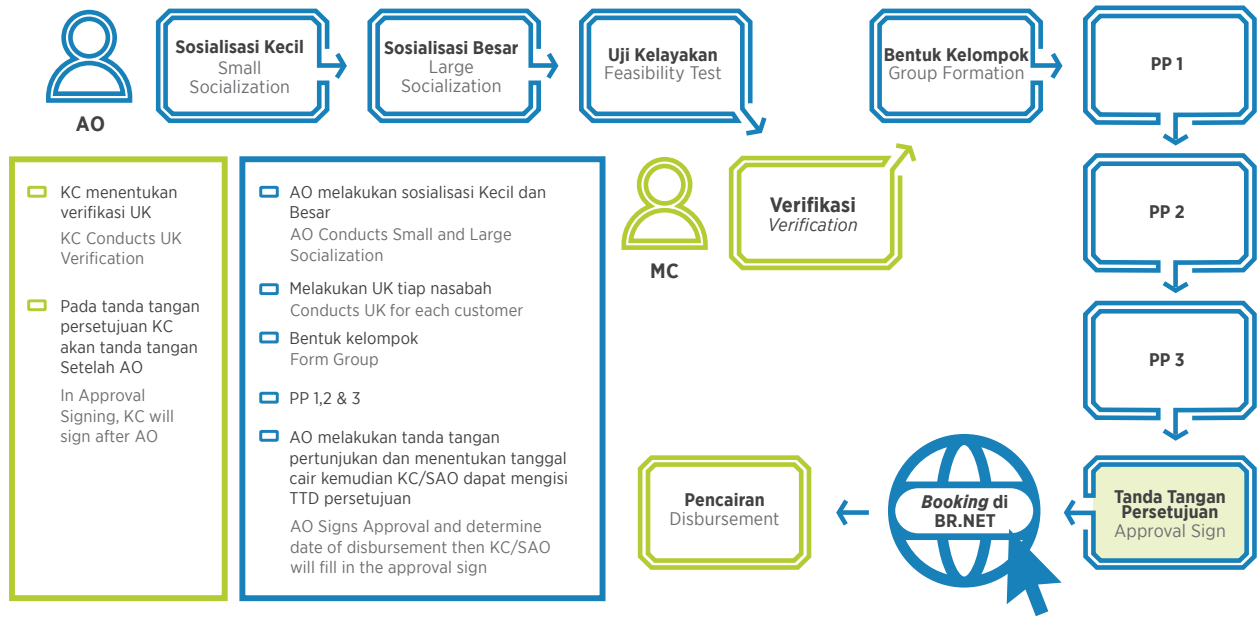 AO
Sosialisasi Kecil
Small
Socialization
Sosialisasi Besar
Large
Socialization
Uji Kelayakan
Feasibility Test
Bentuk Kelompok
Group Formation
PP 1
KC menentukan
verifikasi UK
KC Conducts UK
Verification
Pada tanda tangan
persetujuan KC
akan tanda tangan
Setelah AO
In Approval
Signing, KC will
sign after AO
AO melakukan sosialisasi Kecil dan
Besar
AO Conducts Small and Large
Socialization
Melakukan UK tiap nasabah
Conducts UK for each customer
Bentuk kelompok
Form Group
PP 1,2 & 3
AO melakukan tanda tangan
pertunjukan dan menentukan tanggal
cair kemudian KC/SAO dapat mengisi
TTD persetujuan
AO Signs Approval and determine
date of disbursement then KC/SAO
will fill in the approval sign
MC
Verifikasi
Verification
PP 2
PP 3
Pencairan
Disbursement
Booking di
BR.NET
Tanda Tangan
Persetujuan
Approval Sign